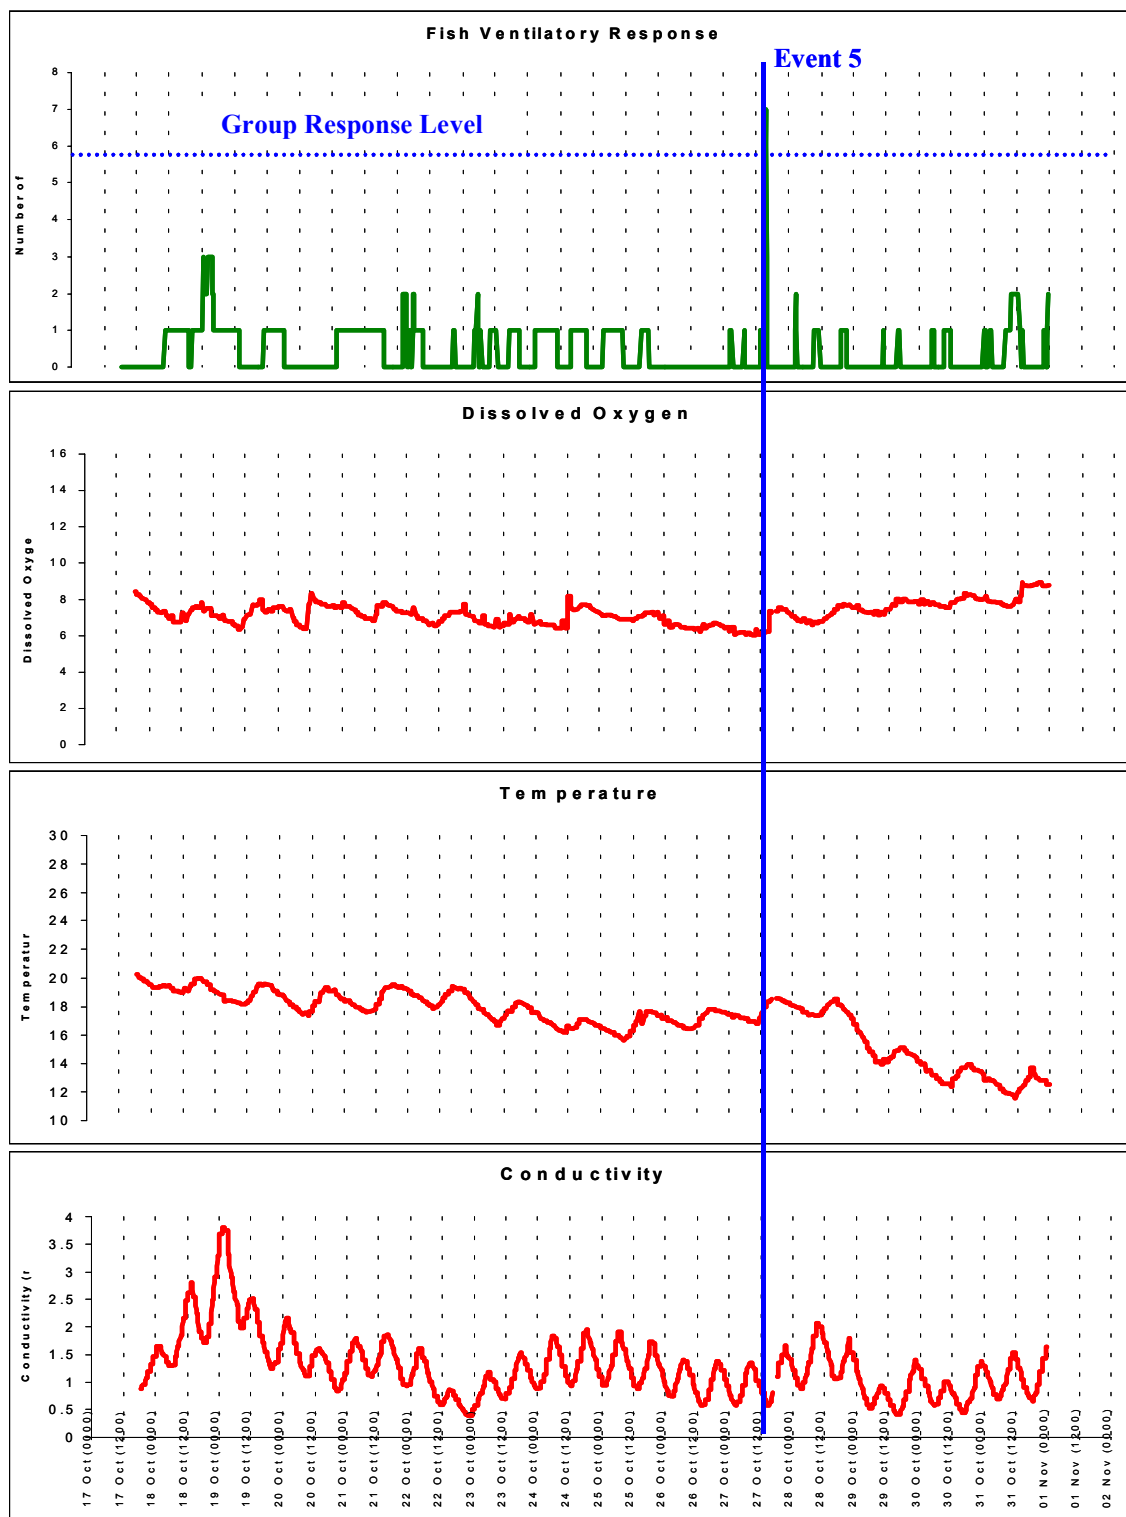 Fish Ventilatory Response
Event 5
Group Response Level
Number of
8
7
6
5
4
3
2
1
0
Dissolved Oxygen
Dissolved Oxyge
16
14
12
10
8
6
4
2
0
Temperature
Temperatur
30
28
26
24
22
20
18
16
14
12
10
Conductivity
Conductivity (r
4
3.5
3
2.5
2
1.5
1
0.5
0
17 Oct (00:00)
17 Oct (12:00)
18 Oct (00:00)
18 Oct (12:00)
19 Oct (00:00)
19 Oct (12:00)
20 Oct (00:00)
20 Oct (12:00)
21 Oct (00:00)
21 Oct (12:00)
22 Oct (00:00)
22 Oct (12:00)
23 Oct (00:00)
23 Oct (12:00)
24 Oct (00:00)
24 Oct (12:00)
25 Oct (00:00)
25 Oct (12:00)
26 Oct (00:00)
26 Oct (12:00)
27 Oct (00:00)
27 Oct (12:00)
28 Oct (00:00)
28 Oct (12:00)
29 Oct (00:00)
29 Oct (12:00)
30 Oct (00:00)
30 Oct (12:00)
31 Oct (00:00)
31 Oct (12:00)
01 Nov (00:00)
01 Nov (12:00)
02 Nov (00:00)